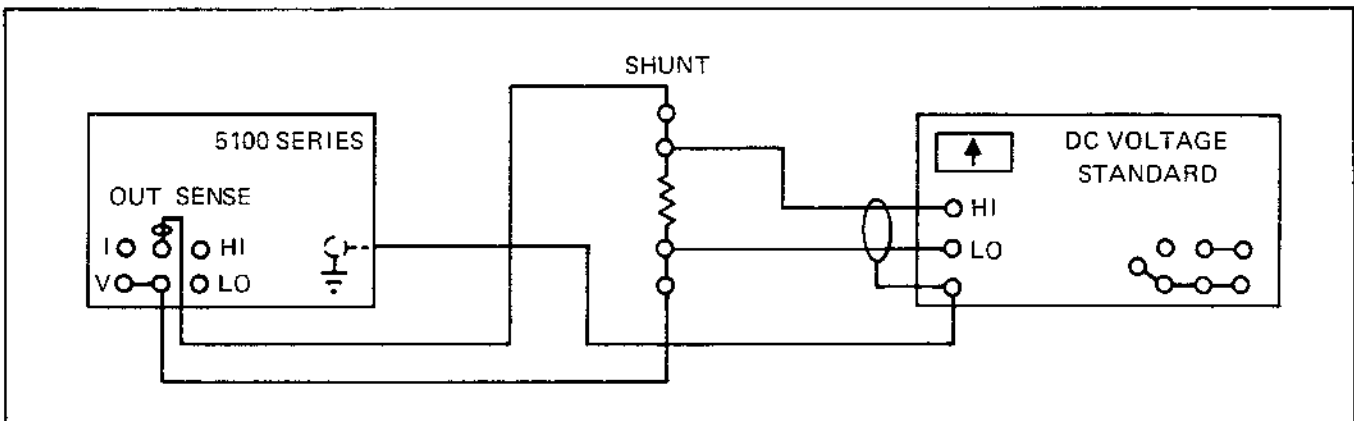 SHUNT
5100 SERIES
DC VOLTAGE
STANDARD
OUT SENSE
HI
I HI
LO
V LO